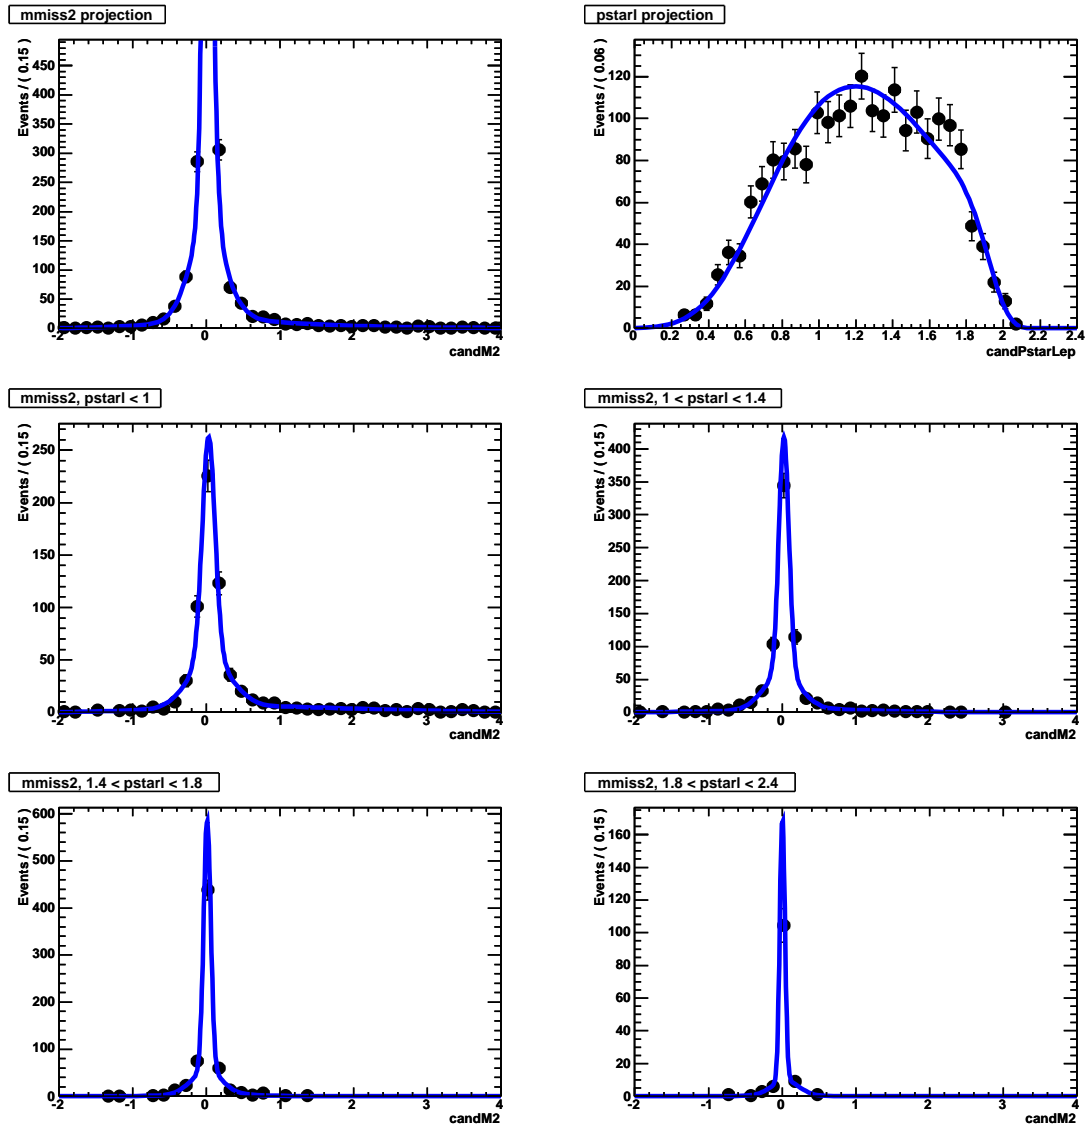 mmiss2 projection
Events / ( 0.15 )
450
400
350
300
250
200
150
100
50
0
-2 -1 0 1 2 3 4
candM2
pstarl projection
Events / ( 0.06 )
120
100
80
60
40
20
0
0 0.2 0.4 0.6 0.8 1 1.2 1.4 1.6 1.8 2 2.2 2.4
candPstarLep
mmiss2, pstarl < 1
Events / ( 0.15 )
250
200
150
100
50
0
-2 -1 0 1 2 3 4
candM2
mmiss2, 1 < pstarl < 1.4
Events / ( 0.15 )
400
350
300
250
200
150
100
50
0
-2 -1 0 1 2 3 4
candM2
mmiss2, 1.4 < pstarl < 1.8
Events / ( 0.15 )
600
500
400
300
200
100
0
-2 -1 0 1 2 3 4
candM2
mmiss2, 1.8 < pstarl < 2.4
Events / ( 0.15 )
160
140
120
100
80
60
40
20
0
-2 -1 0 1 2 3 4
candM2